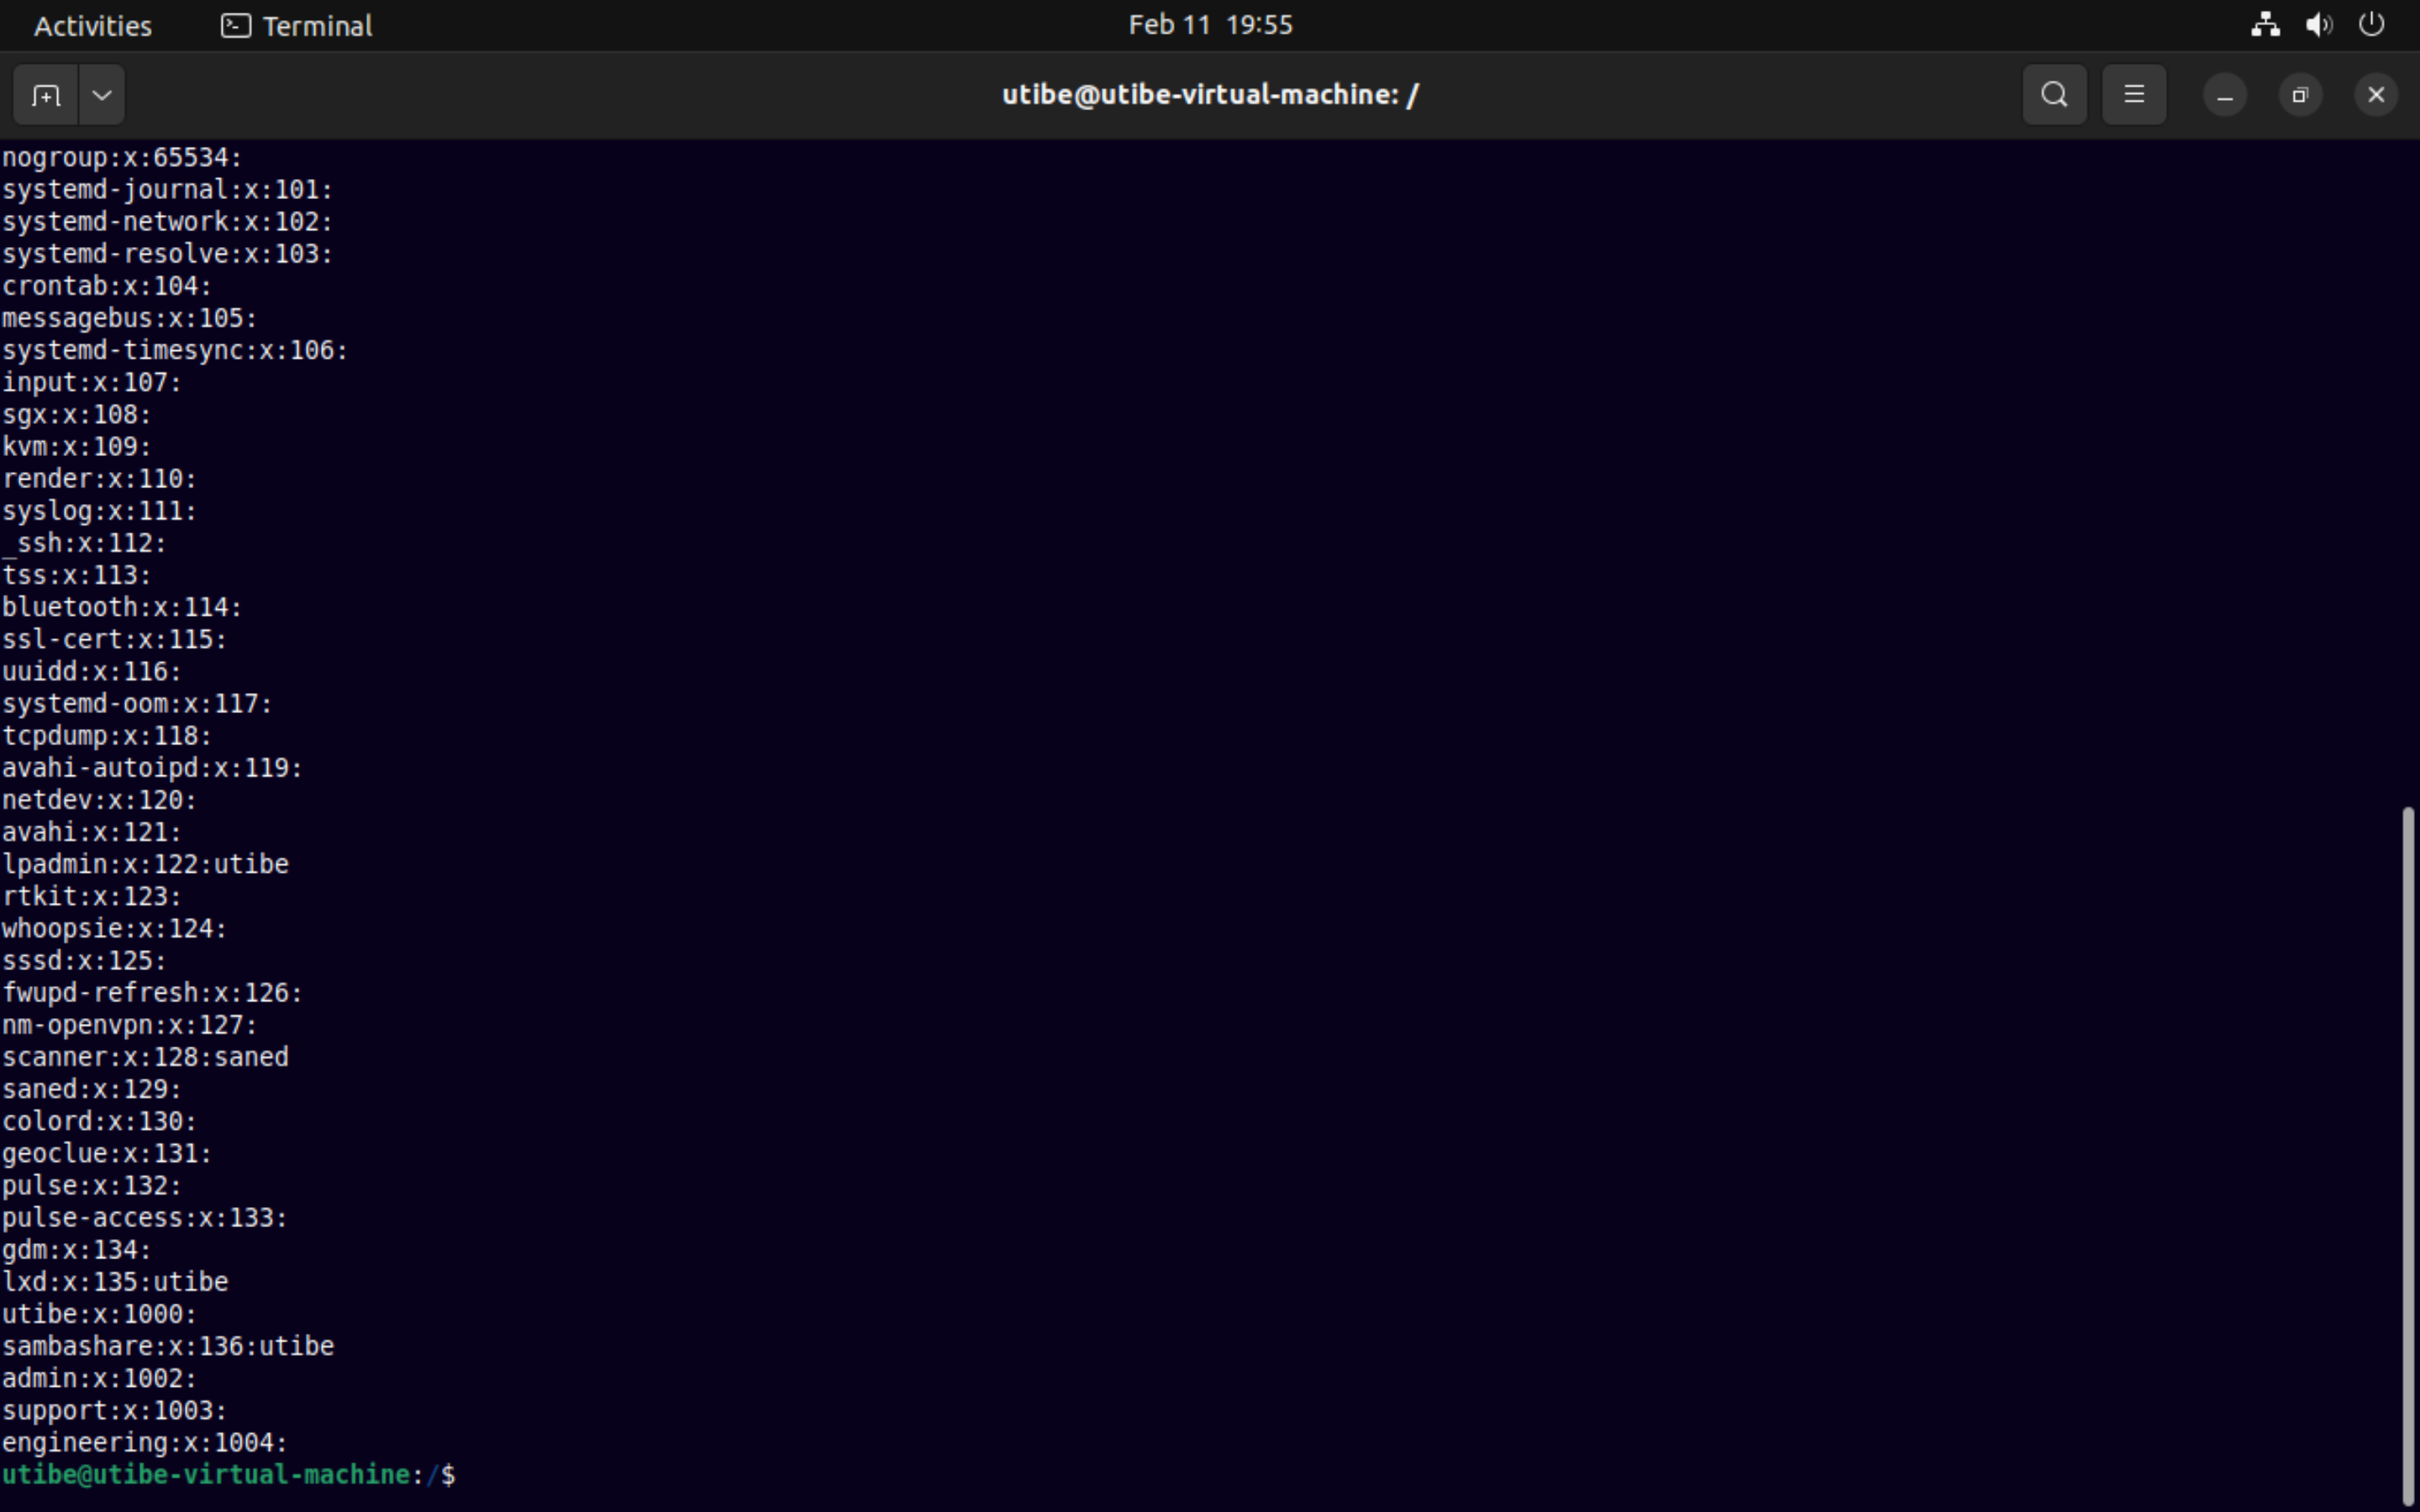 Activities Terminal Feb 11 19:55
utibe@utibe-virtual-machine: /
nogroup:x:65534:
systemd-journal:x:101:
systemd-network:x:102:
systemd-resolve:x:103:
crontab:x:104:
messagebus:x:105:
systemd-timesync:x:106:
input:x:107:
sgx:x:108:
kvm:x:109:
render:x:110:
syslog:x:111:
_ssh:x:112:
tss:x:113:
bluetooth:x:114:
ssl-cert:x:115:
uuidd:x:116:
systemd-oom:x:117:
tcpdump:x:118:
avahi-autoipd:x:119:
netdev:x:120:
avahi:x:121:
lpadmin:x:122:utibe
rtkit:x:123:
whoopsie:x:124:
sssd:x:125:
fwupd-refresh:x:126:
nm-openvpn:x:127:
scanner:x:128:saned
saned:x:129:
colord:x:130:
geoclue:x:131:
pulse:x:132:
pulse-access:x:133:
gdm:x:134:
lxd:x:135:utibe
utibe:x:1000:
sambashare:x:136:utibe
admin:x:1002:
support:x:1003:
engineering:x:1004:
utibe@utibe-virtual-machine:/$